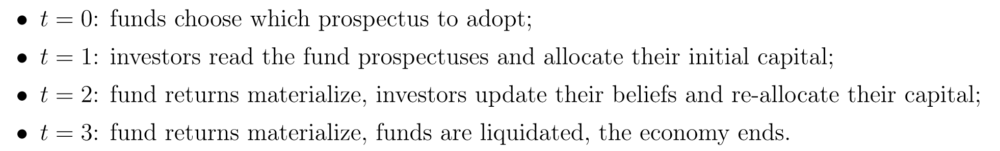 • t = 0: funds choose which prospectus to adopt;
• t = 1: investors read the fund prospectuses and allocate their initial capital;
• t = 2: fund returns materialize, investors update their beliefs and re-allocate their capital;
• t = 3: fund returns materialize, funds are liquidated, the economy ends.